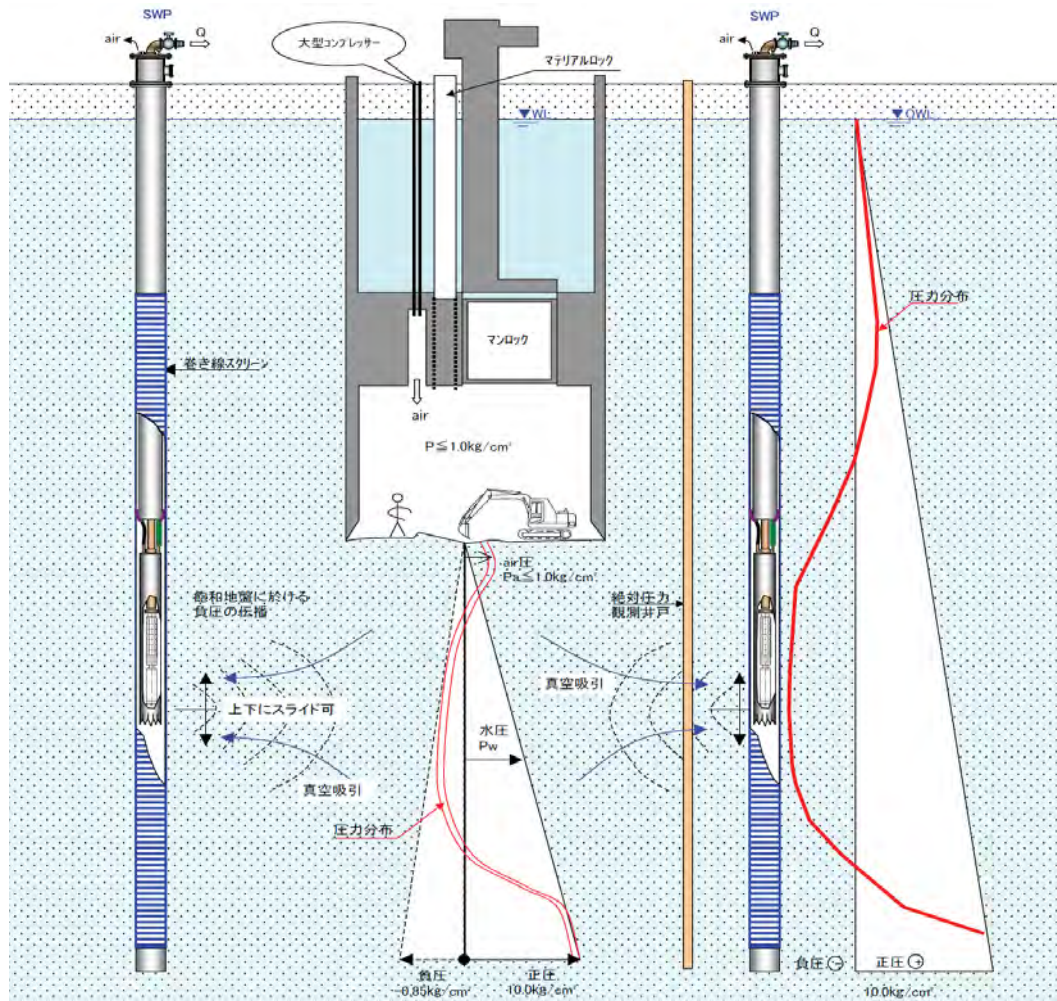 SWP
air
Q
大型コンプレッサー
マテリアルロック
SWP
air
Q
WL
GWL
圧力分布
巻き線スクリーン
マンロック
air
P≦1.0kg/cm²
air圧
Pa≦1.0kg/cm²
飽和地盤に於ける
負圧の伝播
絶対圧力
観測井戸
真空吸引
上下にスライド可
水圧
Pw
真空吸引
圧力分布
負圧
-0.85kg/cm²
正圧
10.0kg/cm²
負圧 -
正圧 +
10.0kg/cm²